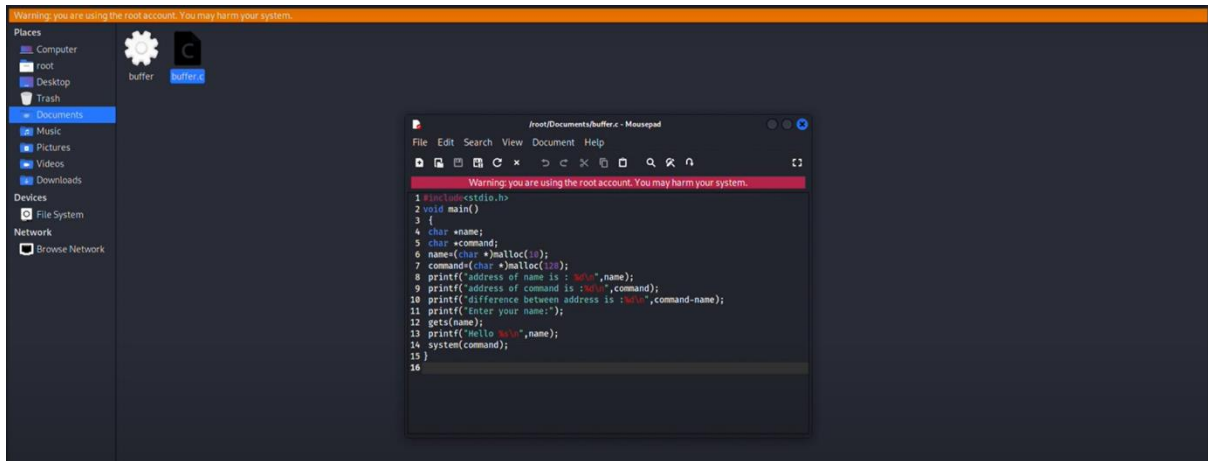 Warning: you are using the root account. You may harm your system.
Places
Computer
root
Desktop
Trash
Documents
Music
Pictures
Videos
Downloads
Devices
File System
Network
Browse Network
buffer
buffer.c
C
/root/Documents/buffer.c - Mousepad
File Edit Search View Document Help
Warning: you are using the root account. You may harm your system.
1 #include<stdio.h>
2 void main()
3 {
4 char *name;
5 char *command;
6 name=(char *)malloc(10);
7 command=(char *)malloc(128);
8 printf("address of name is : %d\n",name);
9 printf("address of command is :%d\n",command);
10 printf("difference between address is :%d\n",command-name);
11 printf("Enter your name:");
12 gets(name);
13 printf("Hello %s\n",name);
14 system(command);
15 }
16